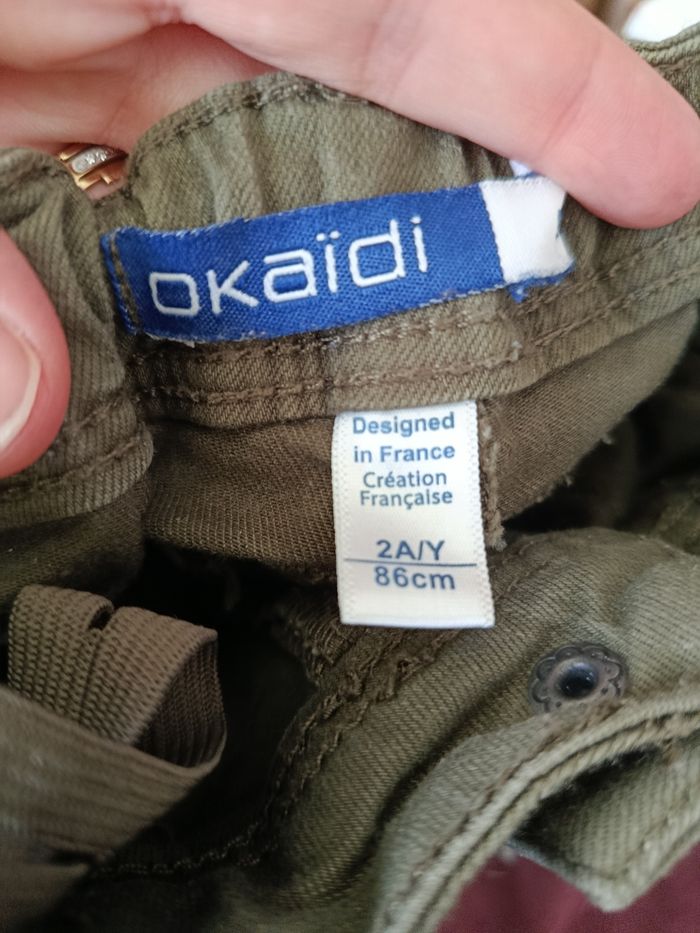 okaïdi
Designed
in France
Création
Française
2A/Y
86cm